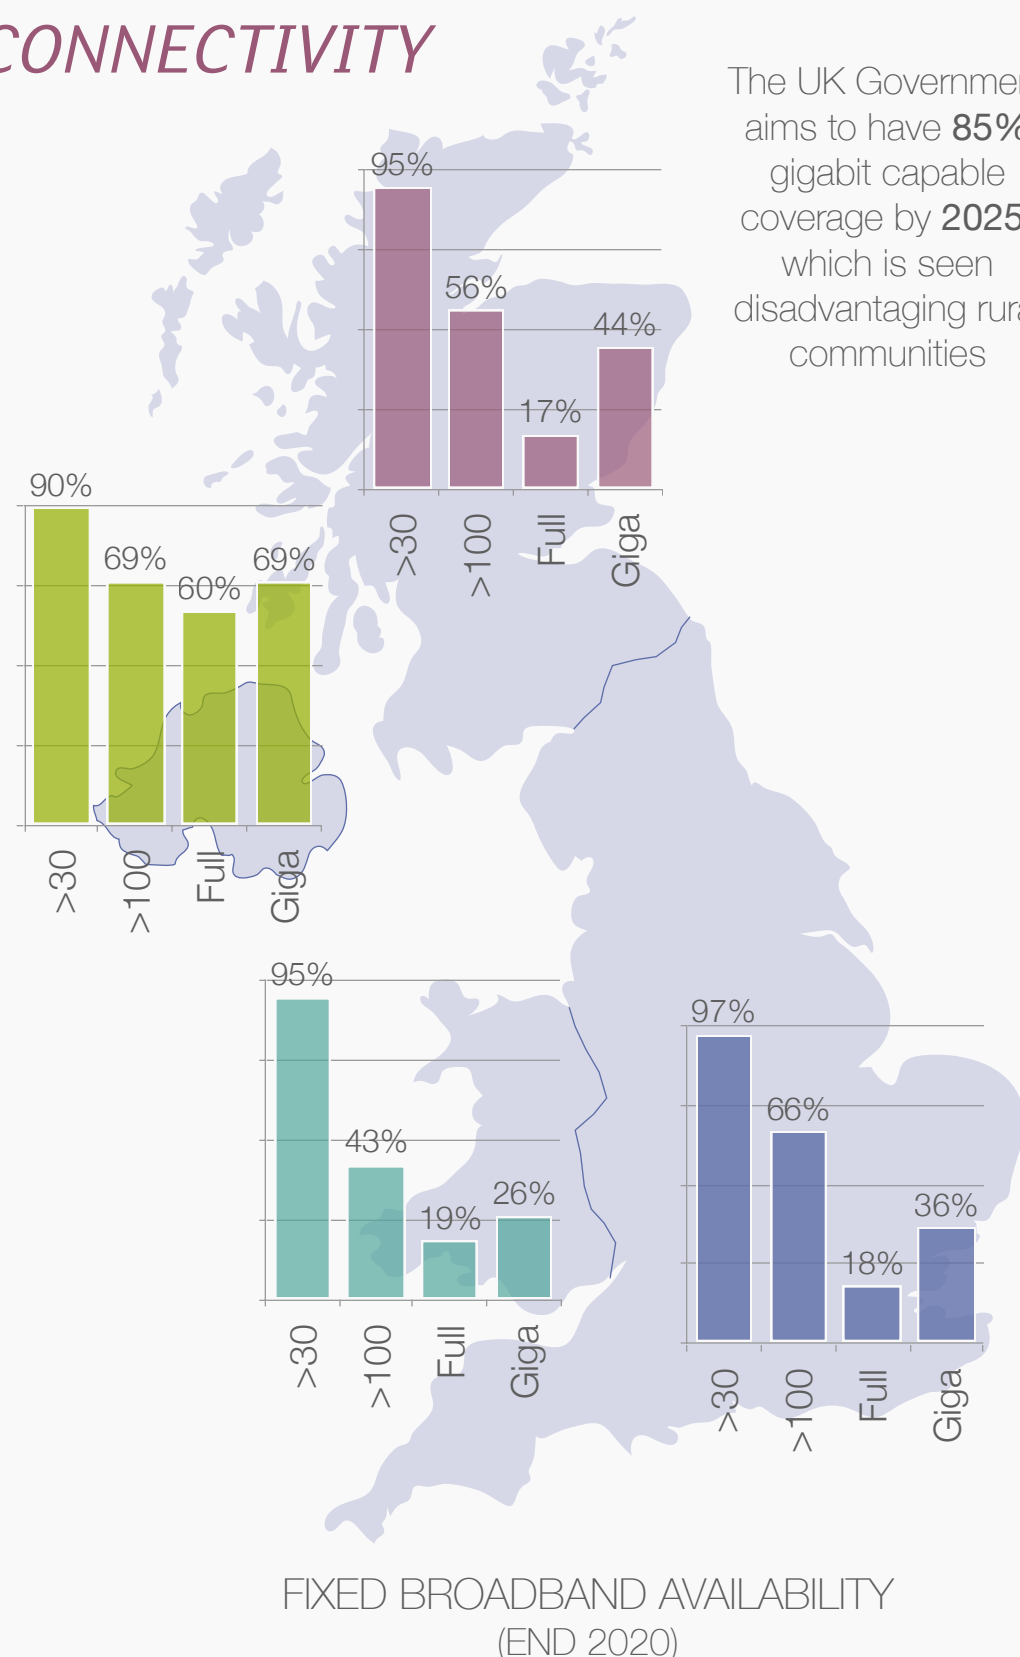 CONNECTIVITY
The UK Governme
aims to have 85%
gigabit capable
coverage by 2025
which is seen
disadvantaging rura
communities
95%
56%
17%
44%
>30
>100
Full
Giga
90%
69%
60%
69%
>30
>100
Full
Giga
95%
43%
19%
26%
>30
>100
Full
Giga
97%
66%
18%
36%
>30
>100
Full
Giga
FIXED BROADBAND AVAILABILITY
(END 2020)